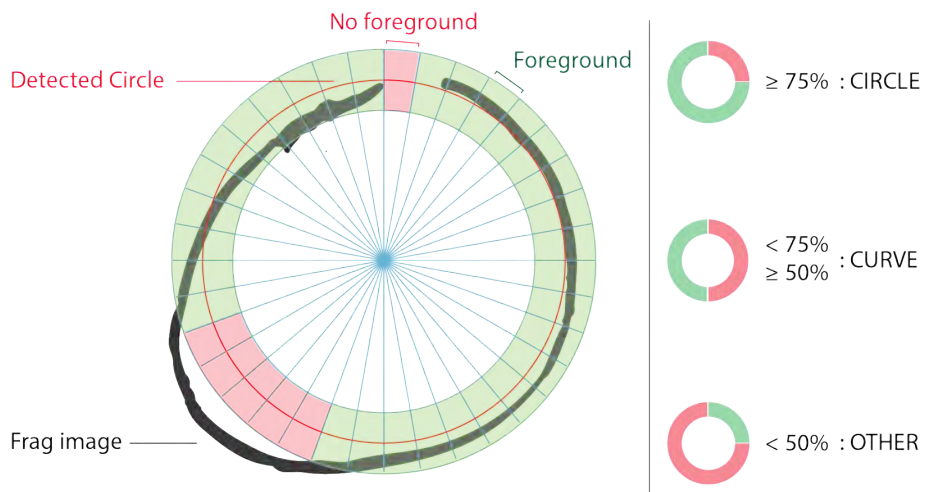 No foreground
Foreground
Detected Circle
Frag image
≥ 75% : CIRCLE
< 75%
≥ 50% : CURVE
< 50% : OTHER